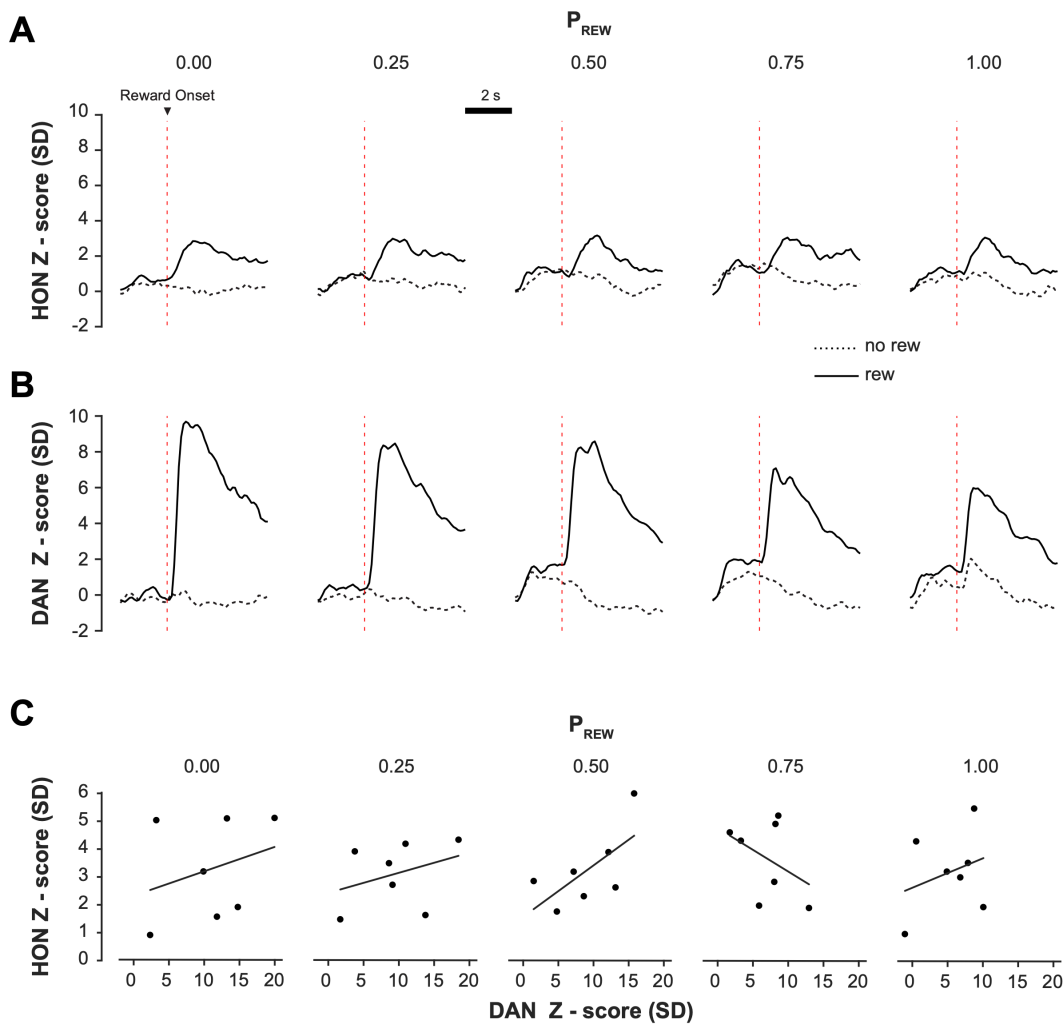 A
P_REW
0.00 0.25 0.50 0.75 1.00
Reward Onset
2 s
HON Z - score (SD)
10
8
6
4
2
0
-2
no rew
rew
B
DAN Z - score (SD)
10
8
6
4
2
0
-2
C
P_REW
0.00 0.25 0.50 0.75 1.00
HON Z - score (SD)
6
5
4
3
2
1
0
0 5 10 15 20 0 5 10 15 20 0 5 10 15 20 0 5 10 15 20 0 5 10 15 20
DAN Z - score (SD)